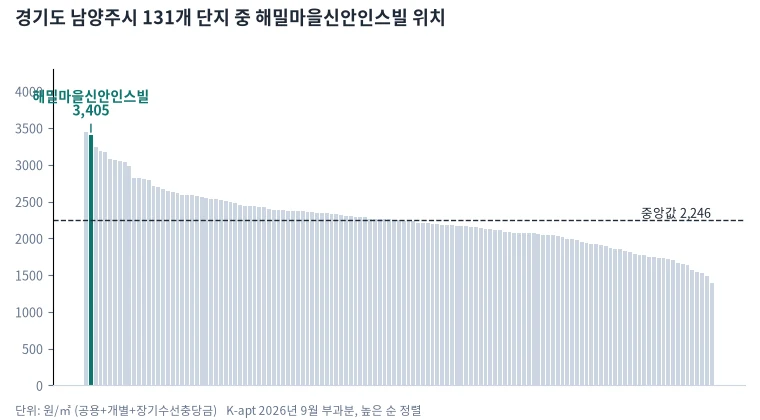 경기도 남양주시 131개 단지 중 해밀마을신안인스빌 위치
4000
해밀마을신안인스빌
3,405
3500
3000
2500
중앙값 2,246
2000
1500
1000
500
0
단위: 원/㎡ (공용+개별+장기수선충당금)   K-apt 2026년 9월 부과분, 높은 순 정렬